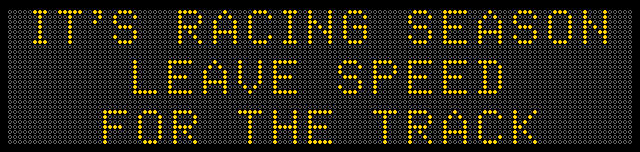 IT'S RACING SEASON
LEAVE SPEED
FOR THE TRACK